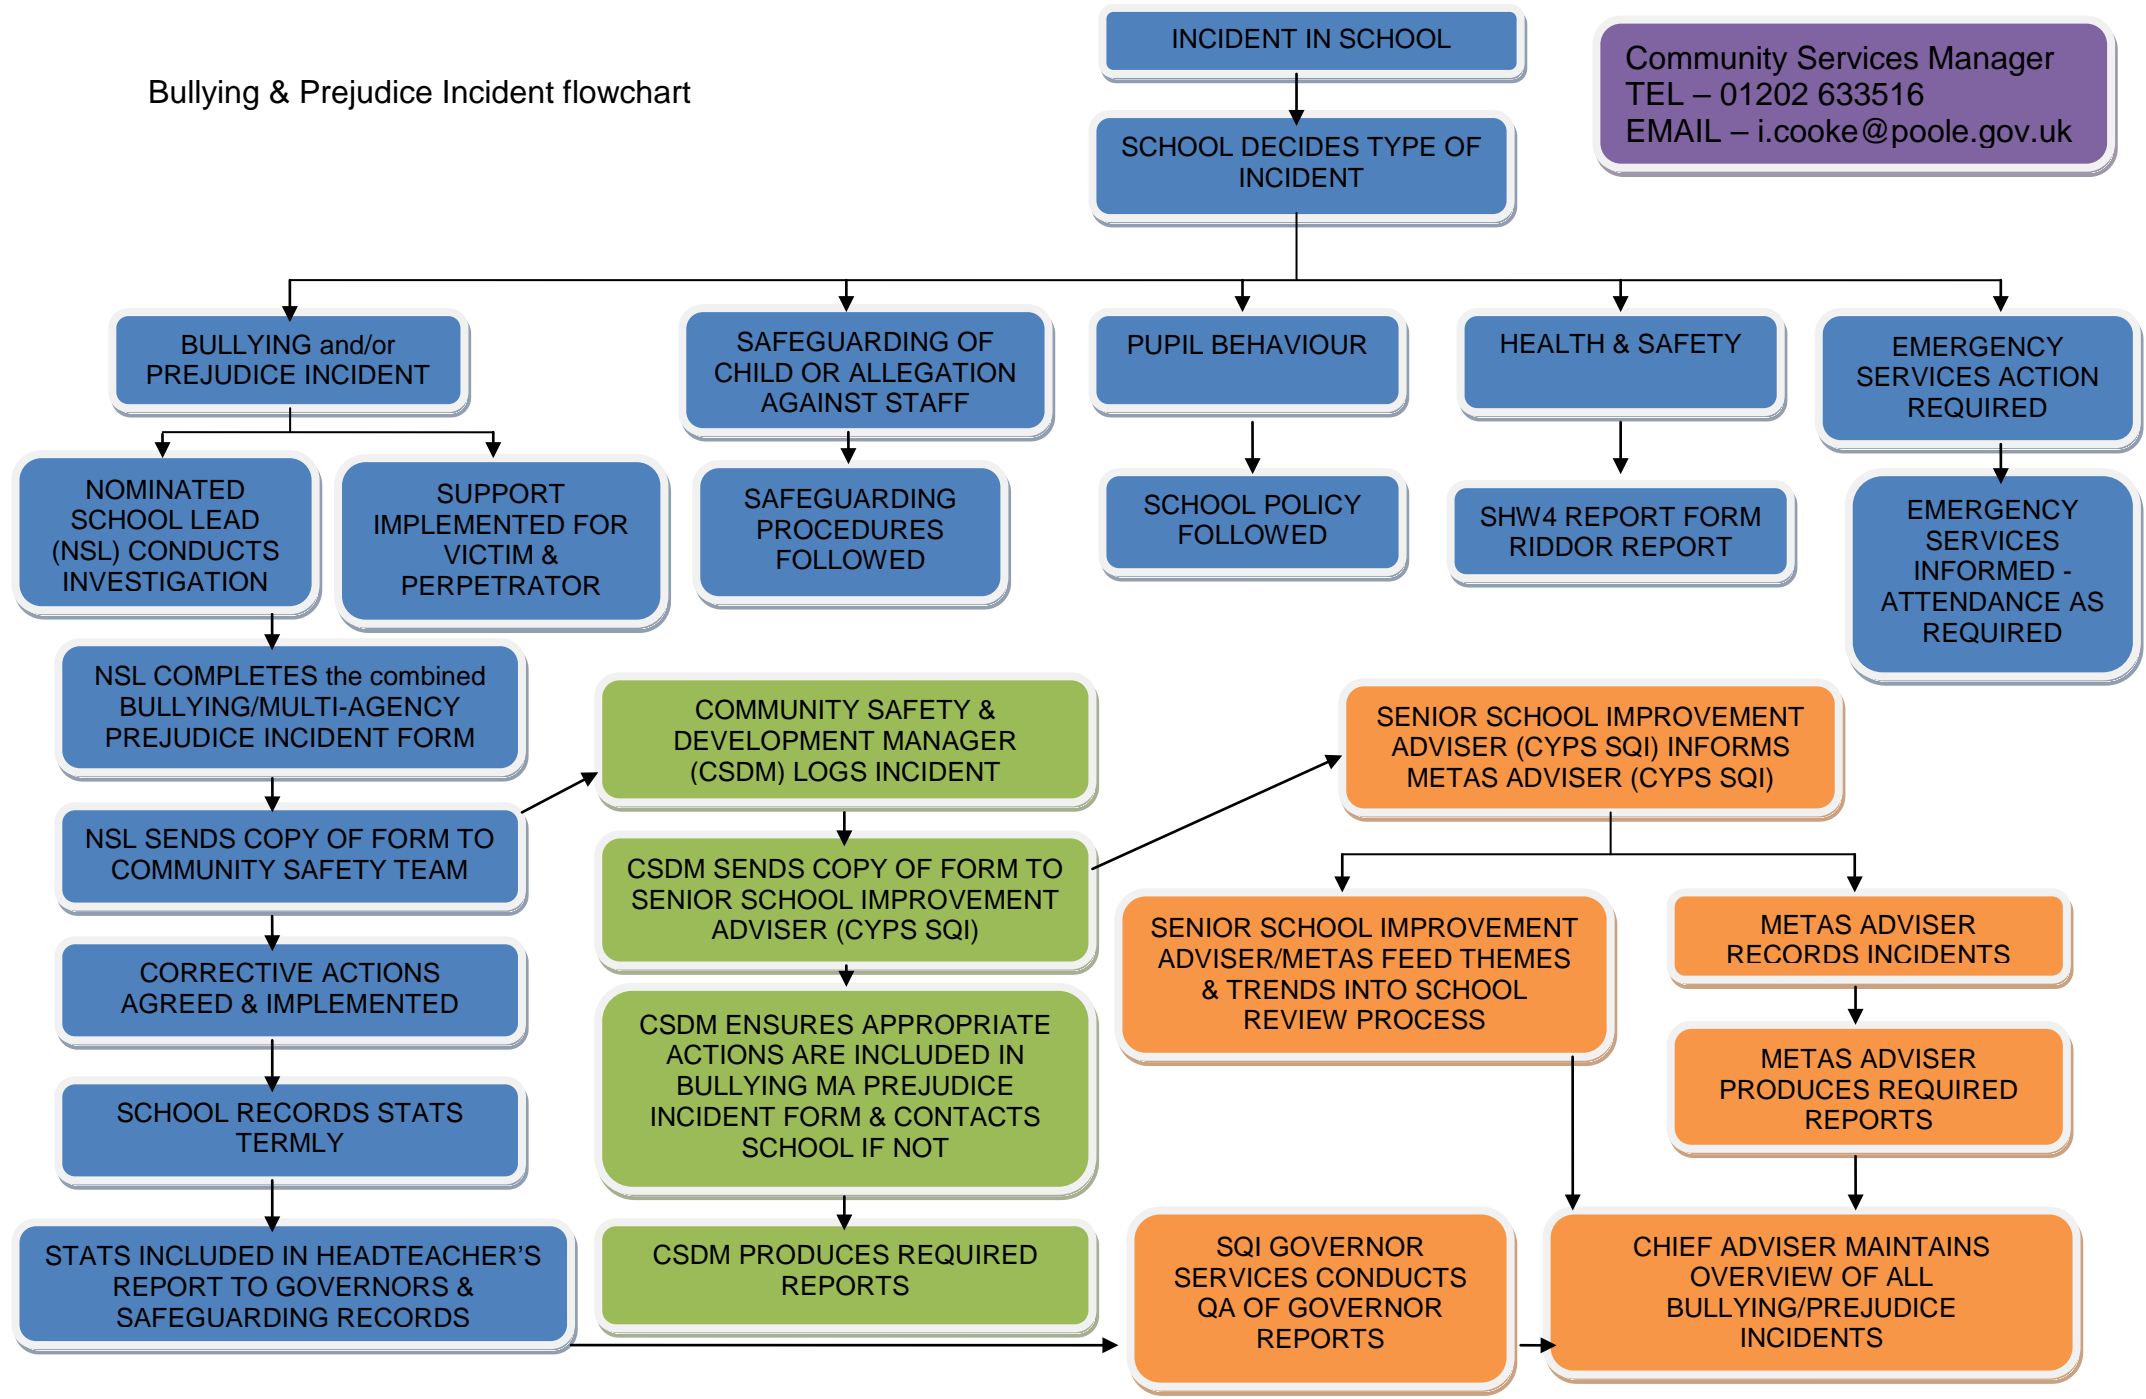 Bullying & Prejudice Incident flowchart
INCIDENT IN SCHOOL
Community Services Manager
TEL – 01202 633516
EMAIL – i.cooke@poole.gov.uk
SCHOOL DECIDES TYPE OF
INCIDENT
BULLYING and/or
PREJUDICE INCIDENT
SAFEGUARDING OF
CHILD OR ALLEGATION
AGAINST STAFF
PUPIL BEHAVIOUR
HEALTH & SAFETY
EMERGENCY
SERVICES ACTION
REQUIRED
NOMINATED
SCHOOL LEAD
(NSL) CONDUCTS
INVESTIGATION
SUPPORT
IMPLEMENTED FOR
VICTIM &
PERPETRATOR
SAFEGUARDING
PROCEDURES
FOLLOWED
SCHOOL POLICY
FOLLOWED
SHW4 REPORT FORM
RIDDOR REPORT
EMERGENCY
SERVICES
INFORMED -
ATTENDANCE AS
REQUIRED
NSL COMPLETES the combined
BULLYING/MULTI-AGENCY
PREJUDICE INCIDENT FORM
COMMUNITY SAFETY &
DEVELOPMENT MANAGER
(CSDM) LOGS INCIDENT
SENIOR SCHOOL IMPROVEMENT
ADVISER (CYPS SQI) INFORMS
METAS ADVISER (CYPS SQI)
NSL SENDS COPY OF FORM TO
COMMUNITY SAFETY TEAM
CSDM SENDS COPY OF FORM TO
SENIOR SCHOOL IMPROVEMENT
ADVISER (CYPS SQI)
SENIOR SCHOOL IMPROVEMENT
ADVISER/METAS FEED THEMES
& TRENDS INTO SCHOOL
REVIEW PROCESS
METAS ADVISER
RECORDS INCIDENTS
CORRECTIVE ACTIONS
AGREED & IMPLEMENTED
CSDM ENSURES APPROPRIATE
ACTIONS ARE INCLUDED IN
BULLYING MA PREJUDICE
INCIDENT FORM & CONTACTS
SCHOOL IF NOT
METAS ADVISER
PRODUCES REQUIRED
REPORTS
SCHOOL RECORDS STATS
TERMLY
STATS INCLUDED IN HEADTEACHER'S
REPORT TO GOVERNORS &
SAFEGUARDING RECORDS
CSDM PRODUCES REQUIRED
REPORTS
SQI GOVERNOR
SERVICES CONDUCTS
QA OF GOVERNOR
REPORTS
CHIEF ADVISER MAINTAINS
OVERVIEW OF ALL
BULLYING/PREJUDICE
INCIDENTS